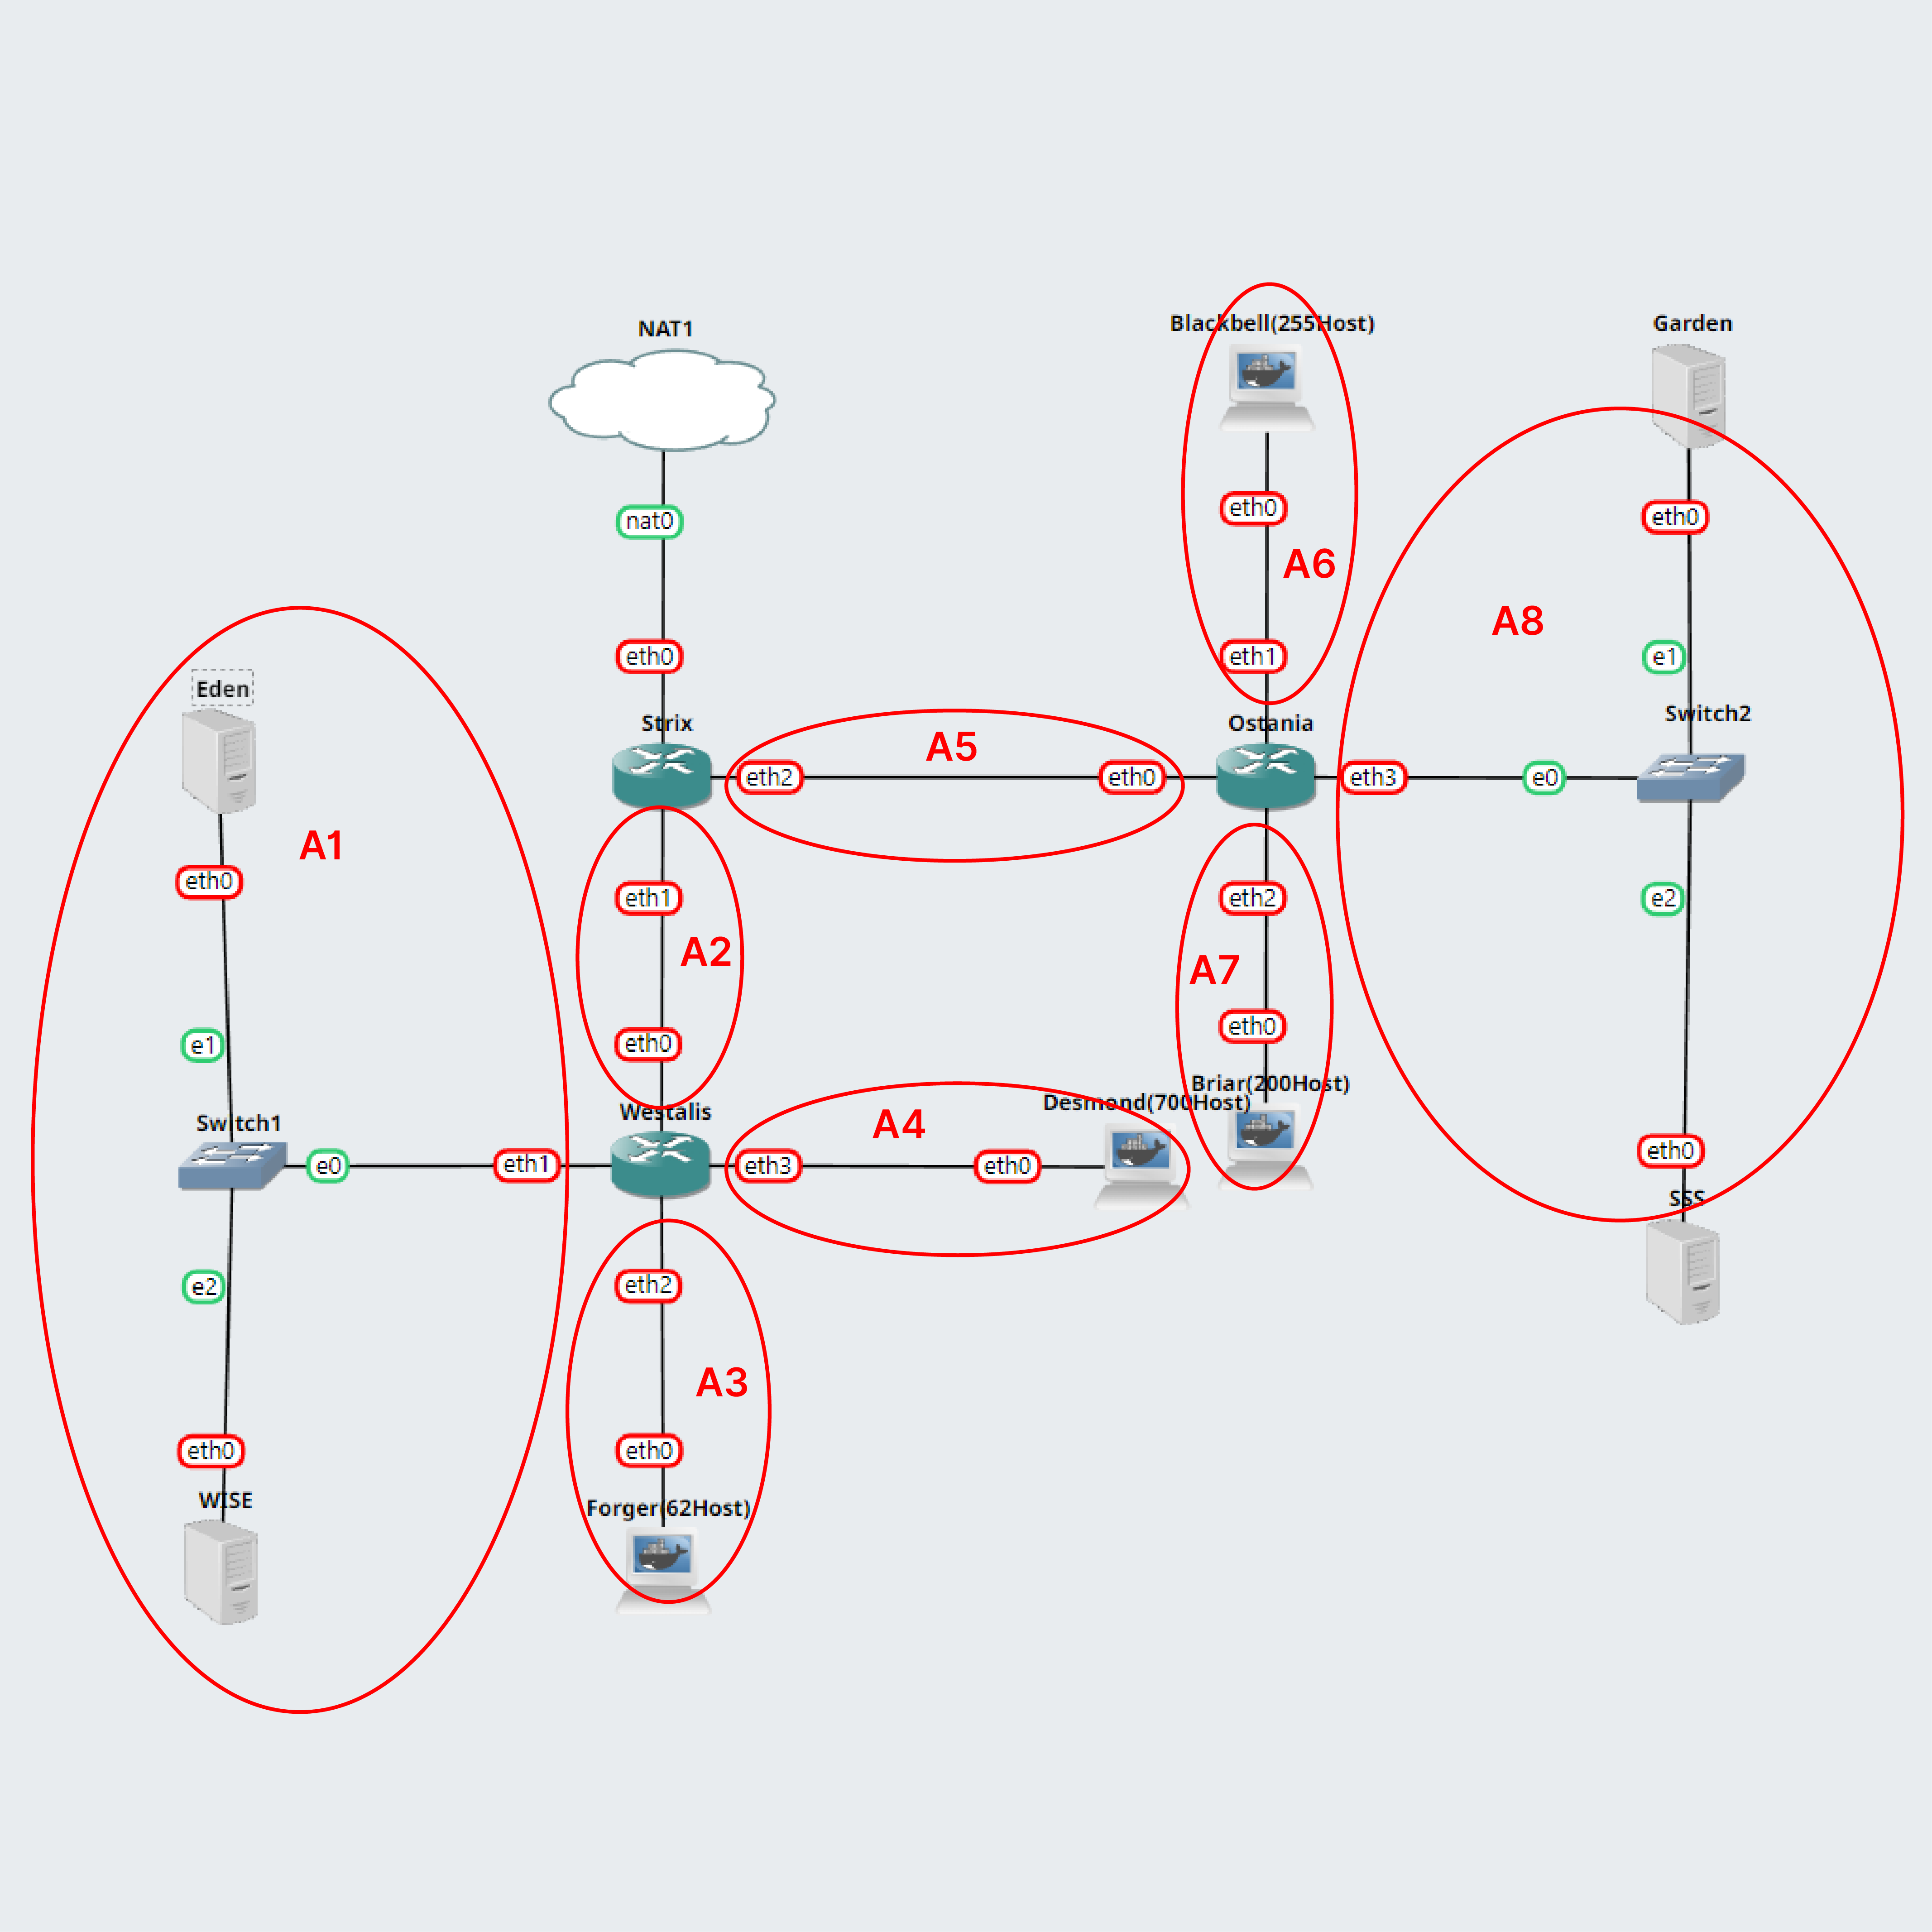 Blackbell(255Host)
Garden
NAT1
eth0
eth0
nat0
A6
A8
eth0
eth1
e1
Eden
Switch2
Strix
Ostania
A5
eth2
eth0
eth3
e0
A1
eth0
eth1
eth2
e2
A2
A7
eth0
eth0
e1
Briar(200Host)
Desmond(700Host)
Westalis
Switch1
A4
eth0
e0
eth1
eth3
eth0
SSS
e2
eth2
A3
eth0
eth0
WISE
Forger(62Host)